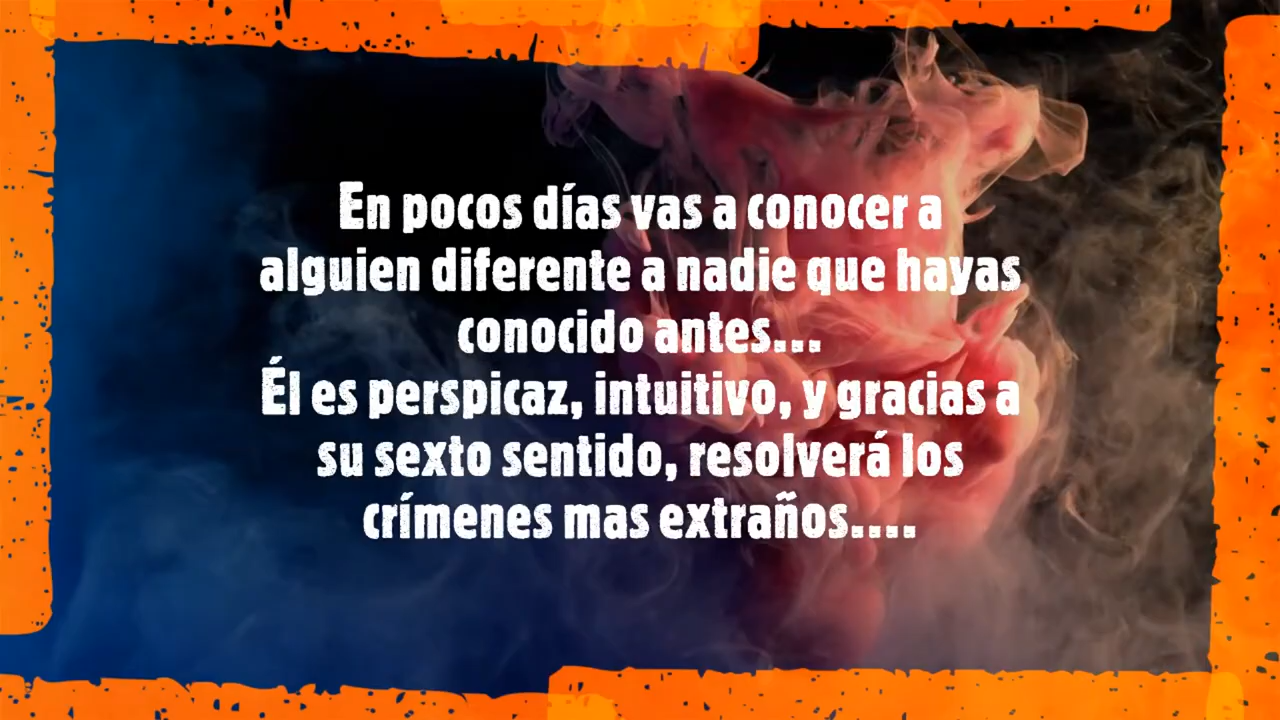 En pocos días vas a conocer a
alguien diferente a nadie que hayas
conocido antes...
Él es perspicaz, intuitivo, y gracias a
su sexto sentido, resolverá los
crímenes mas extraños....